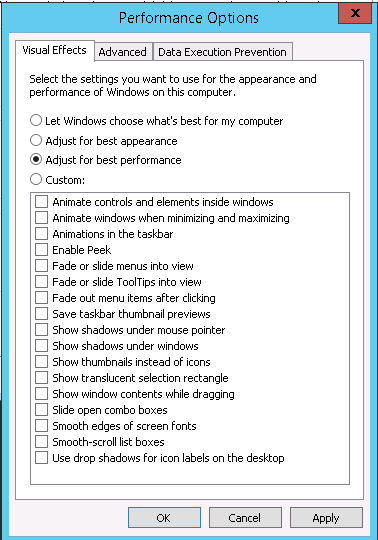 Performance Options
x
Visual Effects Advanced Data Execution Prevention
Select the settings you want to use for the appearance and
performance of Windows on this computer.
Let Windows choose what's best for my computer
Adjust for best appearance
Adjust for best performance
Custom:
Animate controls and elements inside windows
Animate windows when minimizing and maximizing
Animations in the taskbar
Enable Peek
Fade or slide menus into view
Fade or slide ToolTips into view
Fade out menu items after clicking
Save taskbar thumbnail previews
Show shadows under mouse pointer
Show shadows under windows
Show thumbnails instead of icons
Show translucent selection rectangle
Show window contents while dragging
Slide open combo boxes
Smooth edges of screen fonts
Smooth-scroll list boxes
Use drop shadows for icon labels on the desktop
OK Cancel Apply